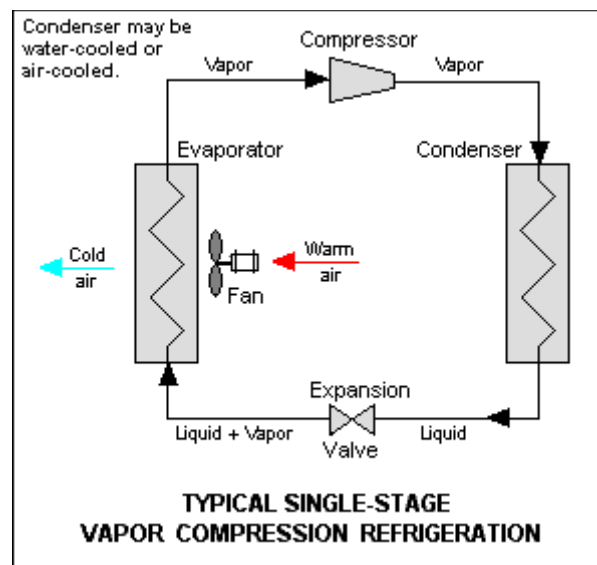 Condenser may be
water-cooled or
air-cooled.
Compressor
Vapor
Vapor
Evaporator
Condenser
Cold
air
Warm
air
Fan
Expansion
Valve
Liquid + Vapor
Liquid
TYPICAL SINGLE-STAGE
VAPOR COMPRESSION REFRIGERATION